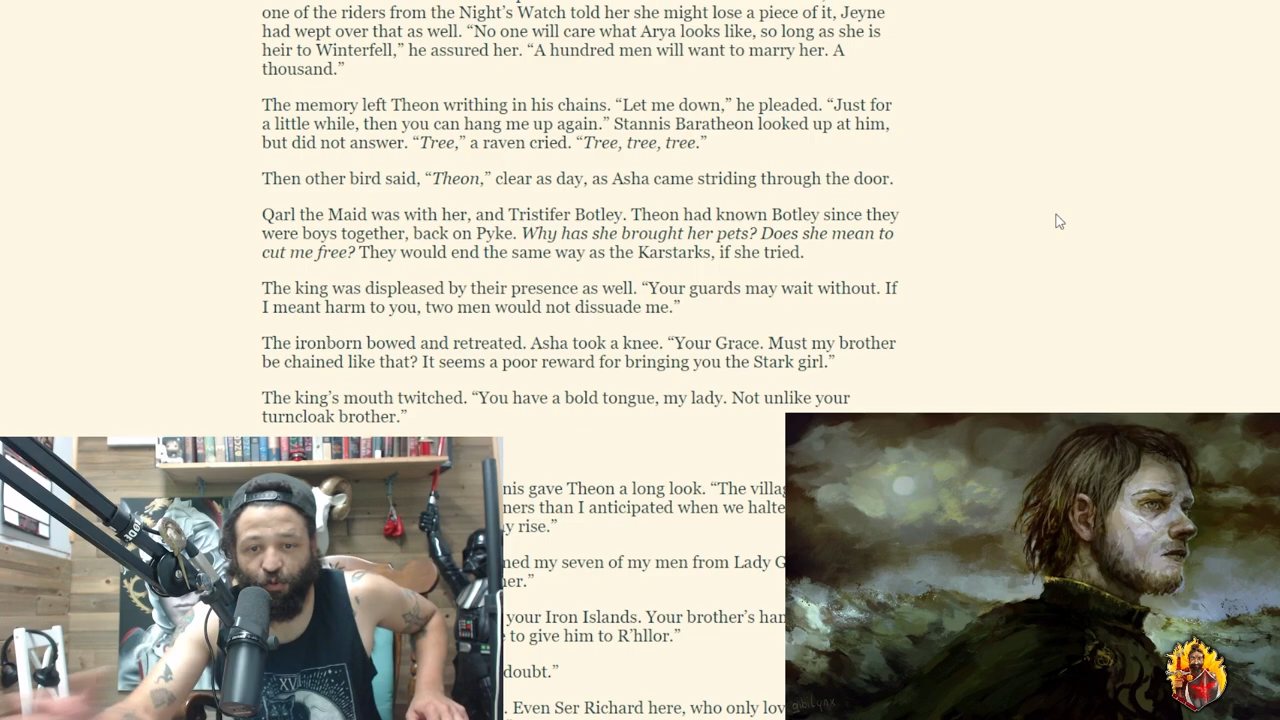 one of the riders from the Night’s Watch told her she might lose a piece of it, Jeyne
had wept over that as well. “No one will care what Arya looks like, so long as she is
heir to Winterfell,” he assured her. “A hundred men will want to marry her. A
thousand.”
The memory left Theon writhing in his chains. “Let me down,” he pleaded. “Just for
a little while, then you can hang me up again.” Stannis Baratheon looked up at him,
but did not answer. “Tree,” a raven cried. “Tree, tree, tree.”
Then other bird said, “Theon,” clear as day, as Asha came striding through the door.
Qarl the Maid was with her, and Tristifer Botley. Theon had known Botley since they
were boys together, back on Pyke. Why has she brought her pets? Does she mean to
cut me free? They would end the same way as the Karstarks, if she tried.
The king was displeased by their presence as well. “Your guards may wait without. If
I meant harm to you, two men would not dissuade me.”
The ironborn bowed and retreated. Asha took a knee. “Your Grace. Must my brother
be chained like that? It seems a poor reward for bringing you the Stark girl.”
The king’s mouth twitched. “You have a bold tongue, my lady. Not unlike your
turncloak brother.”
nis gave Theon a long look. “The villag
ners than I anticipated when we halte
y rise.”
med my seven of my men from Lady G
her.”
your Iron Islands. Your brother’s han
to give him to R’hllor.”
doubt.”
. Even Ser Richard here, who only lov
XVI